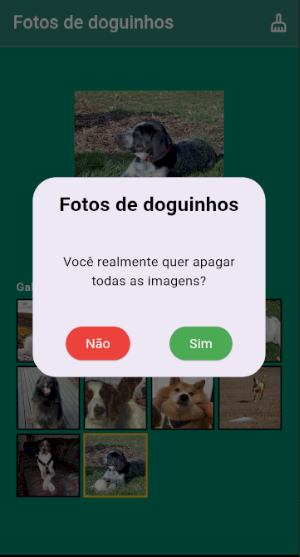 Fotos de doguinhos
Fotos de doguinhos
Você realmente quer apagar
todas as imagens?
Gal
Não
Sim